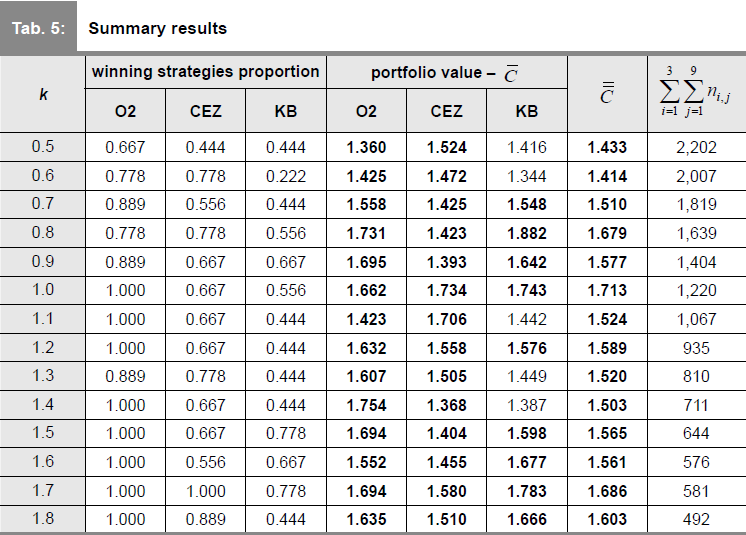 Tab. 5: Summary results
k winning strategies proportion portfolio value – C̅ C̿ ∑∑nᵢ,ⱼ
3 9
i=1 j=1
O2 CEZ KB O2 CEZ KB
0.5 0.667 0.444 0.444 1.360 1.524 1.416 1.433 2,202
0.6 0.778 0.778 0.222 1.425 1.472 1.344 1.414 2,007
0.7 0.889 0.556 0.444 1.558 1.425 1.548 1.510 1,819
0.8 0.778 0.778 0.556 1.731 1.423 1.882 1.679 1,639
0.9 0.889 0.667 0.667 1.695 1.393 1.642 1.577 1,404
1.0 1.000 0.667 0.556 1.662 1.734 1.743 1.713 1,220
1.1 1.000 0.667 0.444 1.423 1.706 1.442 1.524 1,067
1.2 1.000 0.667 0.444 1.632 1.558 1.576 1.589 935
1.3 0.889 0.778 0.444 1.607 1.505 1.449 1.520 810
1.4 1.000 0.667 0.444 1.754 1.368 1.387 1.503 711
1.5 1.000 0.667 0.778 1.694 1.404 1.598 1.565 644
1.6 1.000 0.556 0.667 1.552 1.455 1.677 1.561 576
1.7 1.000 1.000 0.778 1.694 1.580 1.783 1.686 581
1.8 1.000 0.889 0.444 1.635 1.510 1.666 1.603 492